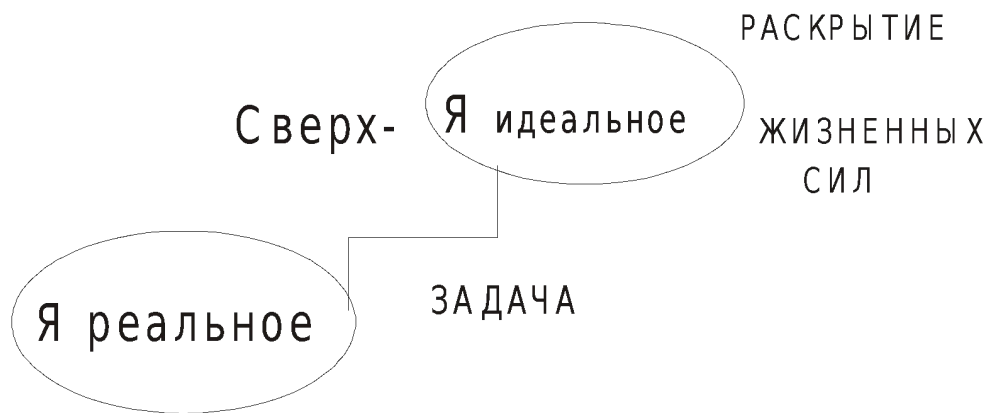 РАСКРЫТИЕ
Сверх- Я идеальное
ЖИЗНЕННЫХ
СИЛ
ЗАДАЧА
Я реальное